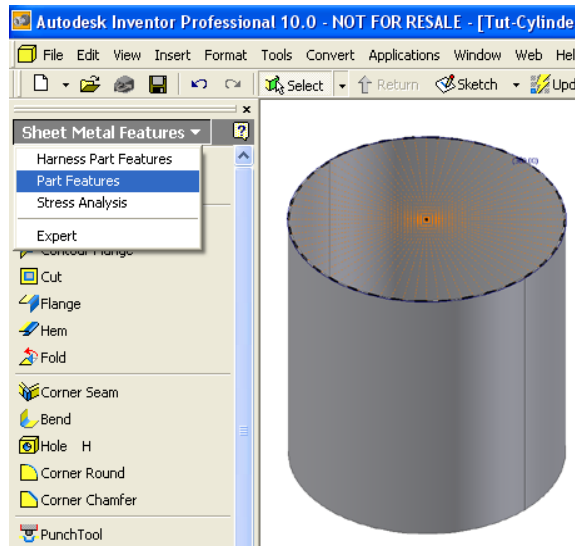 Autodesk Inventor Professional 10.0 - NOT FOR RESALE - [Tut-Cylinde
File Edit View Insert Format Tools Convert Applications Window Web Hel
Select Return Sketch Upd
x
Sheet Metal Features
Harness Part Features
Part Features
Stress Analysis
Expert
Contour Flange
Cut
Flange
Hem
Fold
Corner Seam
Bend
Hole H
Corner Round
Corner Chamfer
PunchTool